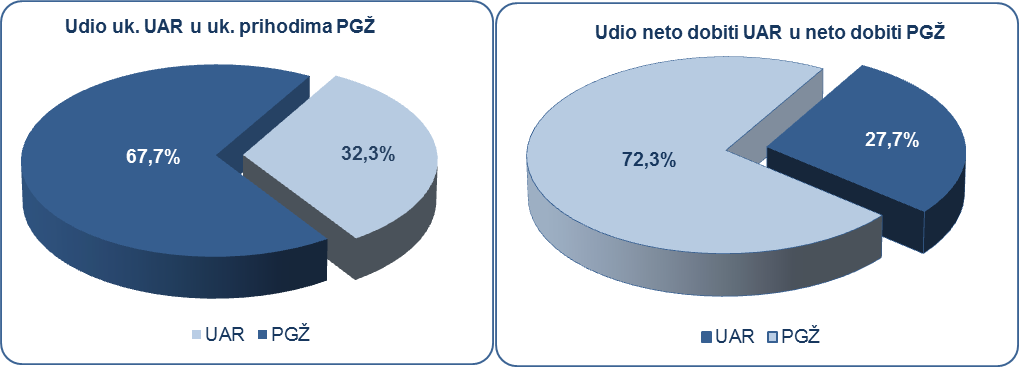 Udio uk. UAR u uk. prihodima PGŽ
67,7%
32,3%
UAR PGŽ
Udio neto dobiti UAR u neto dobiti PGŽ
72,3%
27,7%
UAR PGŽ